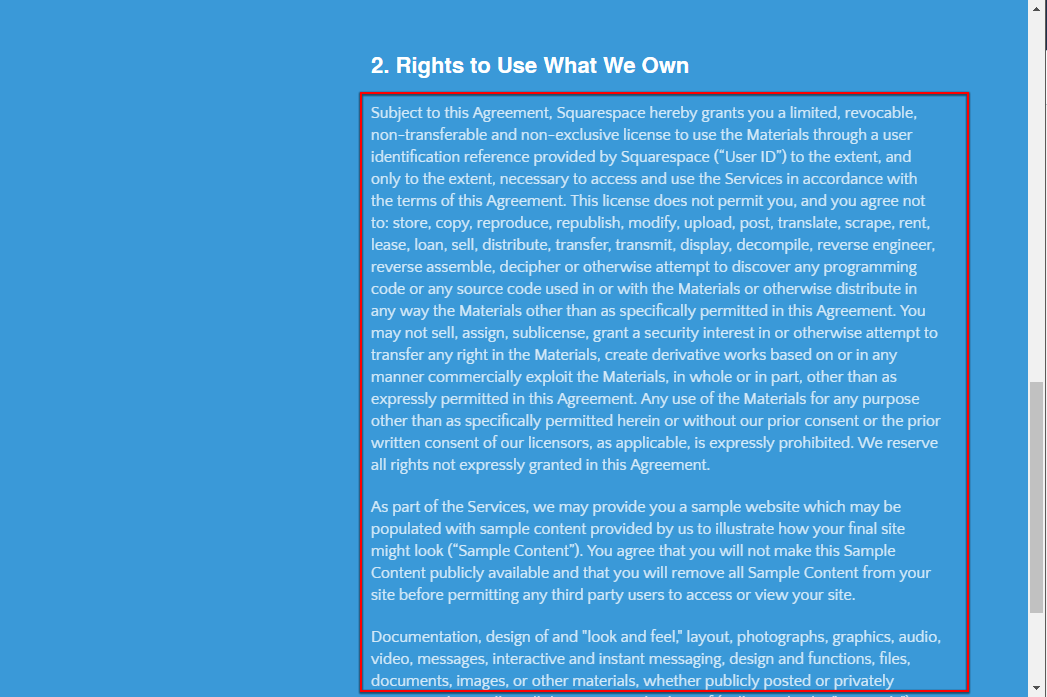 2. Rights to Use What We Own
Subject to this Agreement, Squarespace hereby grants you a limited, revocable,
non-transferable and non-exclusive license to use the Materials through a user
identification reference provided by Squarespace (“User ID”) to the extent, and
only to the extent, necessary to access and use the Services in accordance with
the terms of this Agreement. This license does not permit you, and you agree not
to: store, copy, reproduce, republish, modify, upload, post, translate, scrape, rent,
lease, loan, sell, distribute, transfer, transmit, display, decompile, reverse engineer,
reverse assemble, decipher or otherwise attempt to discover any programming
code or any source code used in or with the Materials or otherwise distribute in
any way the Materials other than as specifically permitted in this Agreement. You
may not sell, assign, sublicense, grant a security interest in or otherwise attempt to
transfer any right in the Materials, create derivative works based on or in any
manner commercially exploit the Materials, in whole or in part, other than as
expressly permitted in this Agreement. Any use of the Materials for any purpose
other than as specifically permitted herein or without our prior consent or the prior
written consent of our licensors, as applicable, is expressly prohibited. We reserve
all rights not expressly granted in this Agreement.
As part of the Services, we may provide you a sample website which may be
populated with sample content provided by us to illustrate how your final site
might look (“Sample Content”). You agree that you will not make this Sample
Content publicly available and that you will remove all Sample Content from your
site before permitting any third party users to access or view your site.
Documentation, design of and "look and feel," layout, photographs, graphics, audio,
video, messages, interactive and instant messaging, design and functions, files,
documents, images, or other materials, whether publicly posted or privately